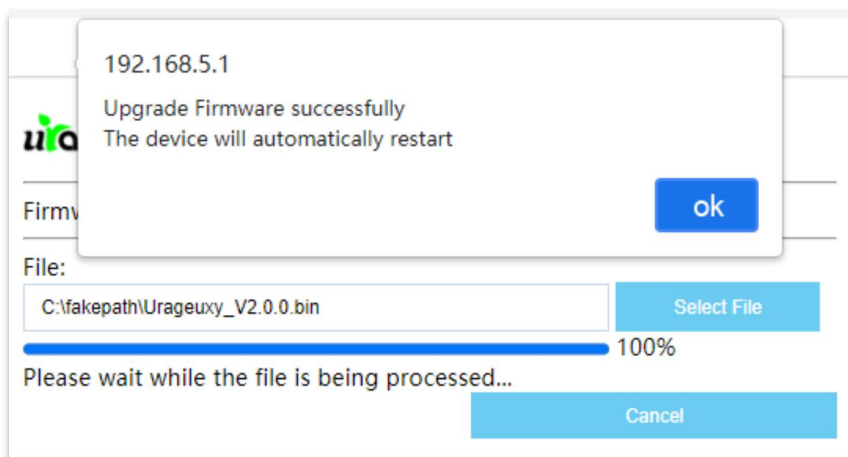 192.168.5.1
Upgrade Firmware successfully
The device will automatically restart
ok
File:
C:\fakepath\Urageuxy_V2.0.0.bin
Select File
100%
Please wait while the file is being processed...
Cancel